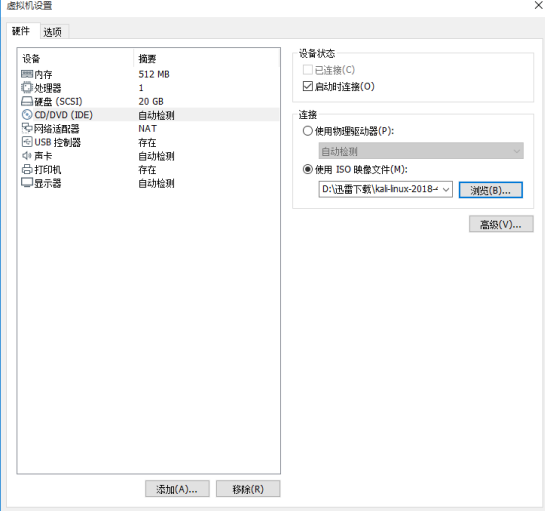 虚拟机设置
硬件 选项
设备 摘要
内存 512 MB
处理器 1
硬盘 (SCSI) 20 GB
CD/DVD (IDE) 自动检测
网络适配器 NAT
USB 控制器 存在
声卡 自动检测
打印机 存在
显示器 自动检测
添加(A)... 移除(R)
设备状态
已连接(C)
启动时连接(O)
连接
使用物理驱动器(P):
自动检测
使用 ISO 映像文件(M):
D:\迅雷下载\kali-linux-2018-4 浏览(B)...
高级(V)...